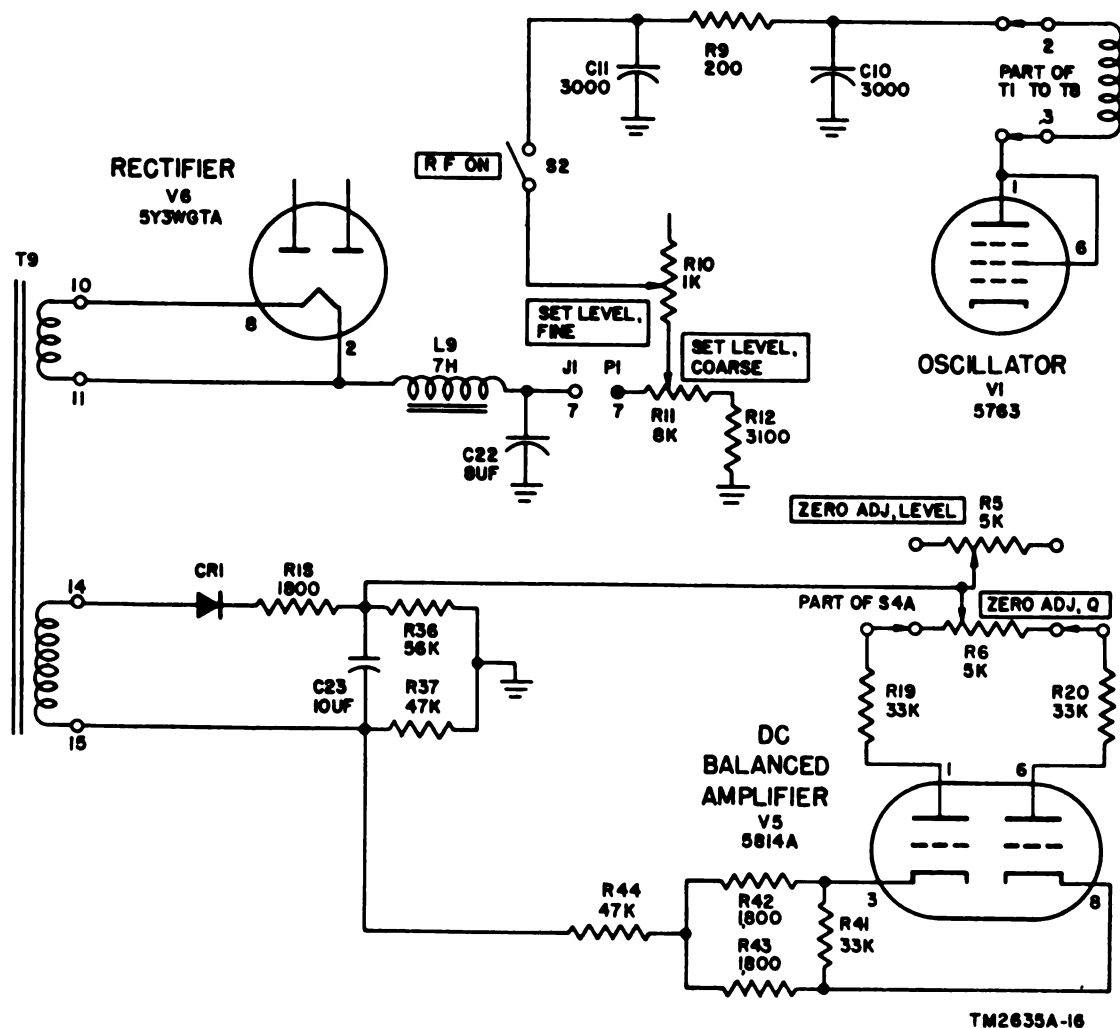 C11
3000
R9
200
C10
3000
2
PART OF
T1 TO T8
3
RF ON
S2
RECTIFIER
V6
5Y3WGTA
T9
10
8
2
11
1
6
R10
1K
SET LEVEL,
FINE
SET LEVEL,
COARSE
OSCILLATOR
V1
5763
L9
7H
J1
P1
7
7
R11
8K
R12
3100
C22
8UF
ZERO ADJ, LEVEL
R5
5K
14
CR1
R18
1800
PART OF S4A
ZERO ADJ, Q
R36
56K
R6
5K
C23
10UF
R37
47K
R19
33K
R20
33K
15
DC
BALANCED
AMPLIFIER
V5
5814A
1
6
3
8
R44
47K
R42
1,800
R43
1,800
R41
33K
TM2635A-16